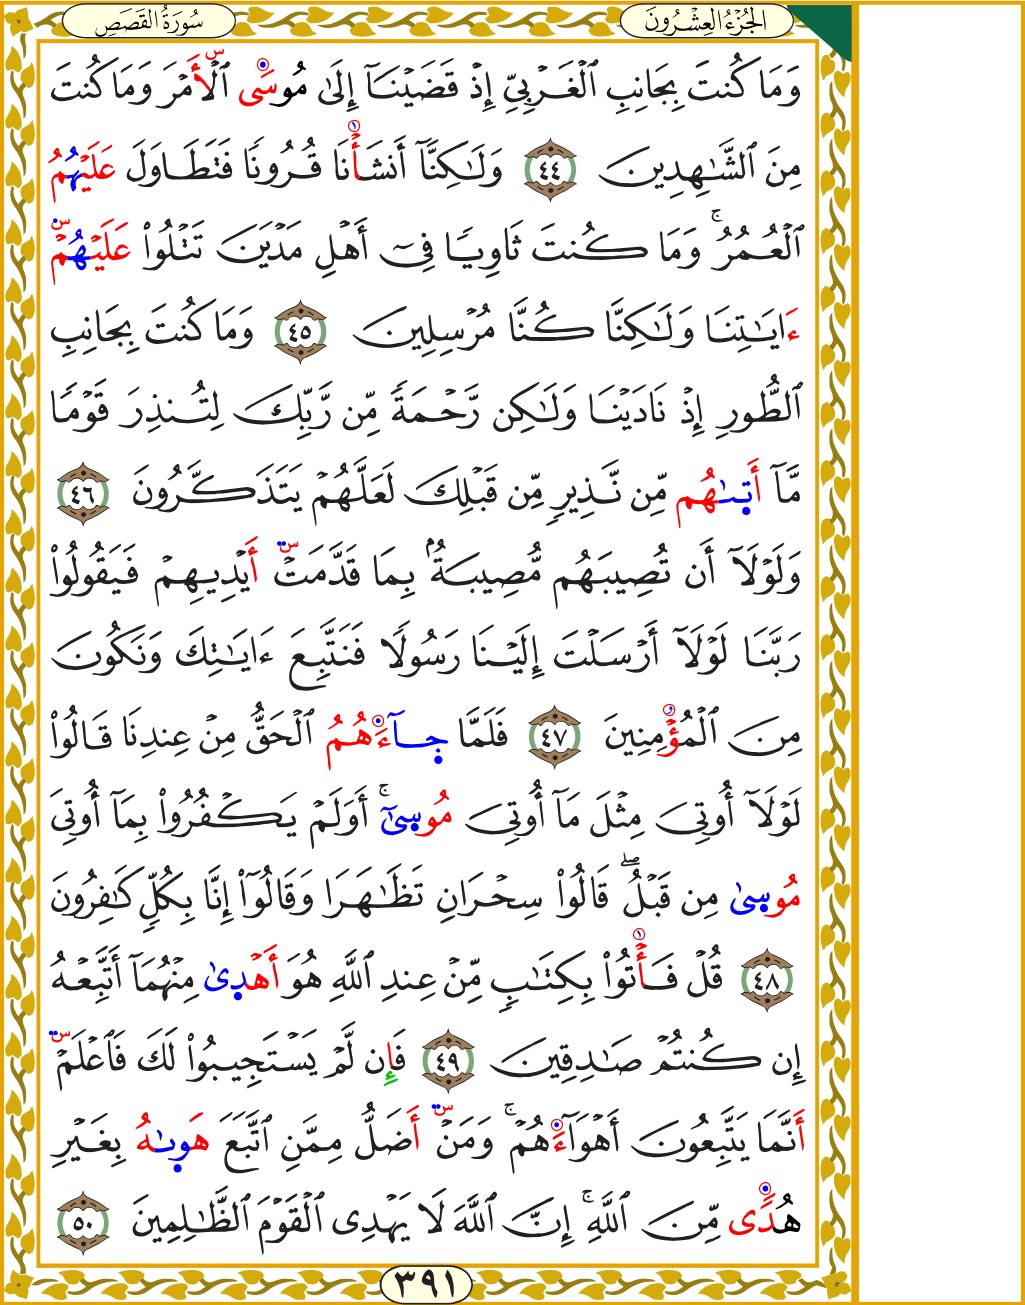 سُورَةُ القَصَصِ
الجُزْءُ العِشْرُونَ
وَمَا كُنتَ بِجَانِبِ ٱلْغَرْبِيِّ إِذْ قَضَيْنَآ إِلَىٰ مُوسَى ٱلْأَمْرَ وَمَا كُنتَ
مِنَ ٱلشَّـٰهِدِينَ ٤٤ وَلَـٰكِنَّآ أَنشَأْنَا قُرُونًا فَتَطَاوَلَ عَلَيْهُمُ
ٱلْعُمُرُ ۚ وَمَا كُنتَ ثَاوِيًا فِىٓ أَهْلِ مَدْيَنَ تَتْلُوا۟ عَلَيْهُمْ
ءَايَـٰتِنَا وَلَـٰكِنَّا كُنَّا مُرْسِلِينَ ٤٥ وَمَا كُنتَ بِجَانِبِ
ٱلطُّورِ إِذْ نَادَيْنَا وَلَـٰكِن رَّحْمَةً مِّن رَّبِّكَ لِتُنذِرَ قَوْمًا
مَّآ أَتَىٰهُم مِّن نَّذِيرٍ مِّن قَبْلِكَ لَعَلَّهُمْ يَتَذَكَّرُونَ ٤٦
وَلَوْلَآ أَن تُصِيبَهُم مُّصِيبَةٌۢ بِمَا قَدَّمَتْ أَيْدِيهِمْ فَيَقُولُوا۟
رَبَّنَا لَوْلَآ أَرْسَلْتَ إِلَيْنَا رَسُولًا فَنَتَّبِعَ ءَايَـٰتِكَ وَنَكُونَ
مِنَ ٱلْمُؤْمِنِينَ ٤٧ فَلَمَّا جَآءَهُمُ ٱلْحَقُّ مِنْ عِندِنَا قَالُوا۟
لَوْلَآ أُوتِىَ مِثْلَ مَآ أُوتِىَ مُوسَىٰٓ ۚ أَوَلَمْ يَكْفُرُوا۟ بِمَآ أُوتِىَ
مُوسَىٰ مِن قَبْلُ ۖ قَالُوا۟ سِحْرَانِ تَظَـٰهَرَا وَقَالُوٓا۟ إِنَّا بِكُلٍّ كَـٰفِرُونَ
٤٨ قُلْ فَأْتُوا۟ بِكِتَـٰبٍ مِّنْ عِندِ ٱللَّهِ هُوَ أَهْدَىٰ مِنْهُمَآ أَتَّبِعْهُ
إِن كُنتُمْ صَـٰدِقِينَ ٤٩ فَإِن لَّمْ يَسْتَجِيبُوا۟ لَكَ فَٱعْلَمْ
أَنَّمَا يَتَّبِعُونَ أَهْوَآءَهُمْ ۚ وَمَنْ أَضَلُّ مِمَّنِ ٱتَّبَعَ هَوَىٰهُ بِغَيْرِ
هُدًى مِّنَ ٱللَّهِ ۚ إِنَّ ٱللَّهَ لَا يَهْدِى ٱلْقَوْمَ ٱلظَّـٰلِمِينَ ٥٠
٣٩١